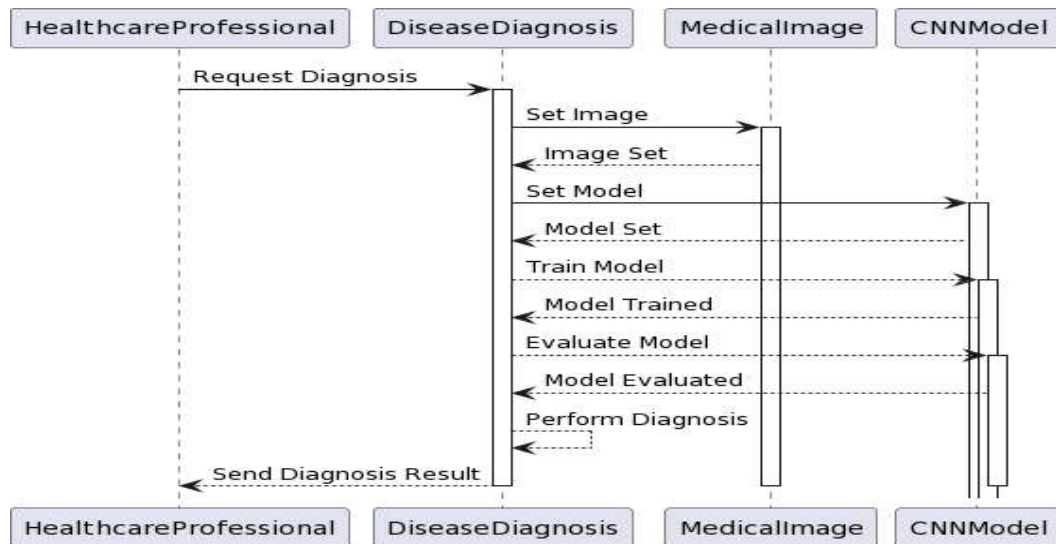 HealthcareProfessional DiseaseDiagnosis MedicalImage CNNModel
Request Diagnosis
Set Image
Image Set
Set Model
Model Set
Train Model
Model Trained
Evaluate Model
Model Evaluated
Perform Diagnosis
Send Diagnosis Result
HealthcareProfessional DiseaseDiagnosis MedicalImage CNNModel